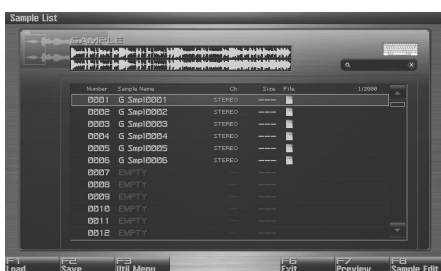 Sample List
SAMPLE
Number Sample Name Ch Size File 1/2000
0001 G Smpl0001 STEREO ---
0002 G Smpl0002 STEREO ---
0003 G Smpl0003 STEREO ---
0004 G Smpl0004 STEREO ---
0005 G Smpl0005 STEREO ---
0006 G Smpl0006 STEREO ---
0007 EMPTY
0008 EMPTY
0009 EMPTY
0010 EMPTY
0011 EMPTY
0012 EMPTY
F1 F2 F3 F6 F7 F8
Load Save Util Menu Exit Preview Sample Edit